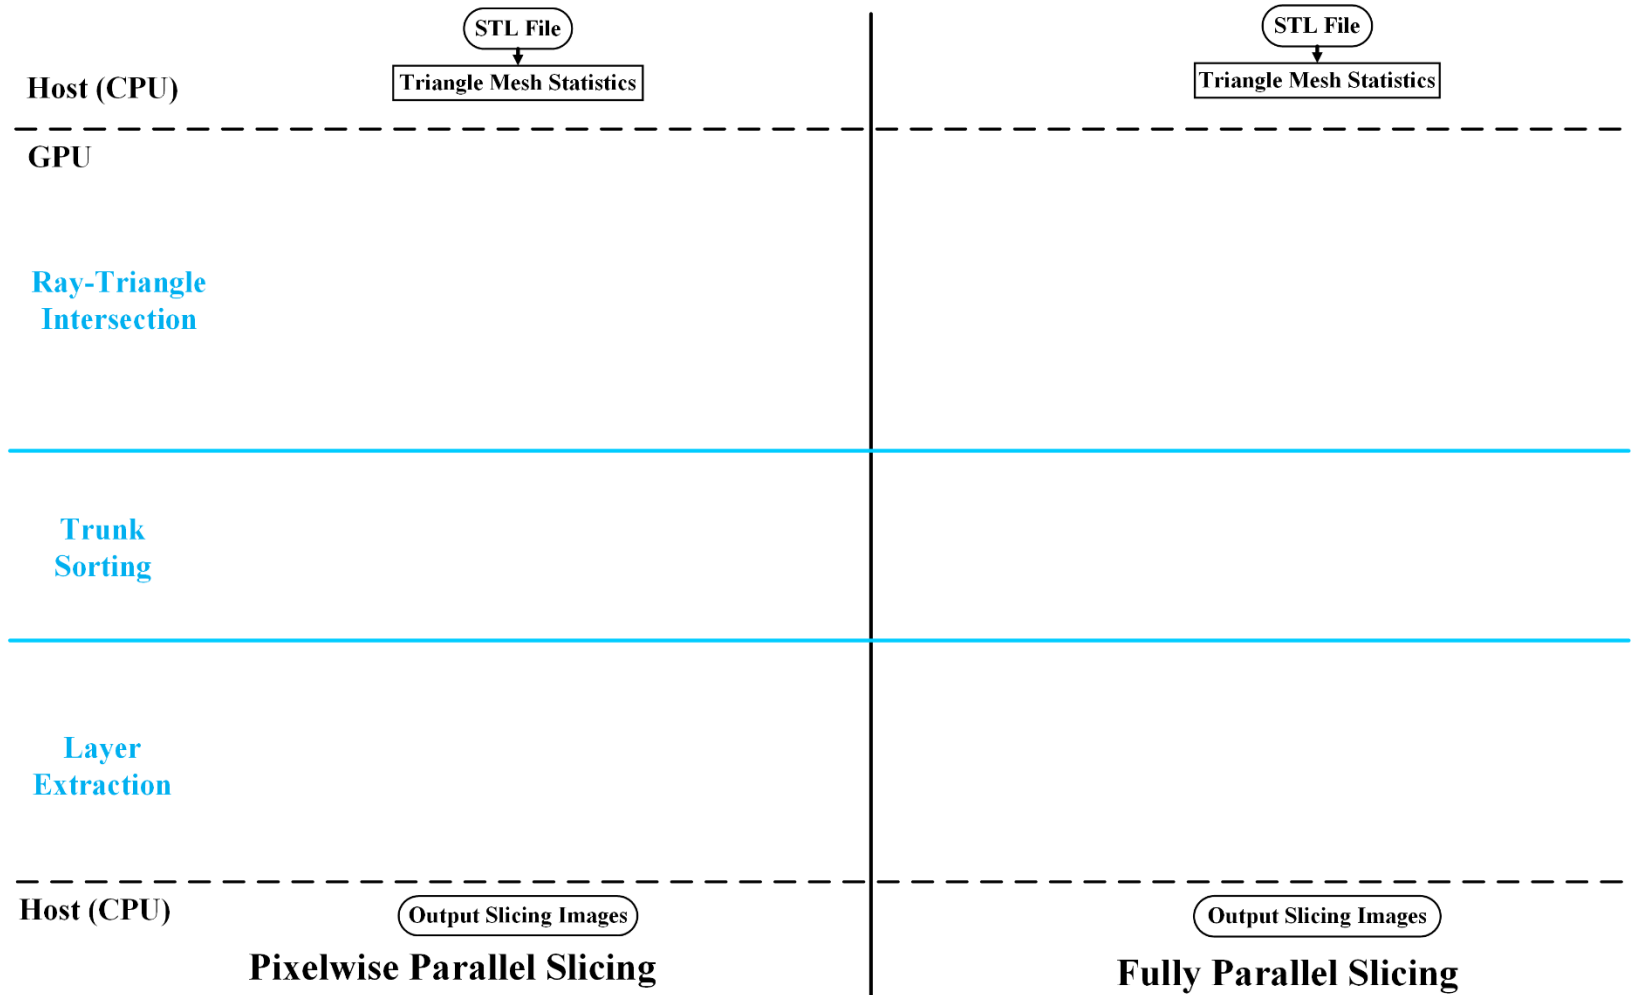 STL File
STL File
Triangle Mesh Statistics
Triangle Mesh Statistics
Host (CPU)
GPU
Ray-Triangle
Intersection
Trunk
Sorting
Layer
Extraction
Host (CPU)
Output Slicing Images
Output Slicing Images
Pixelwise Parallel Slicing
Fully Parallel Slicing